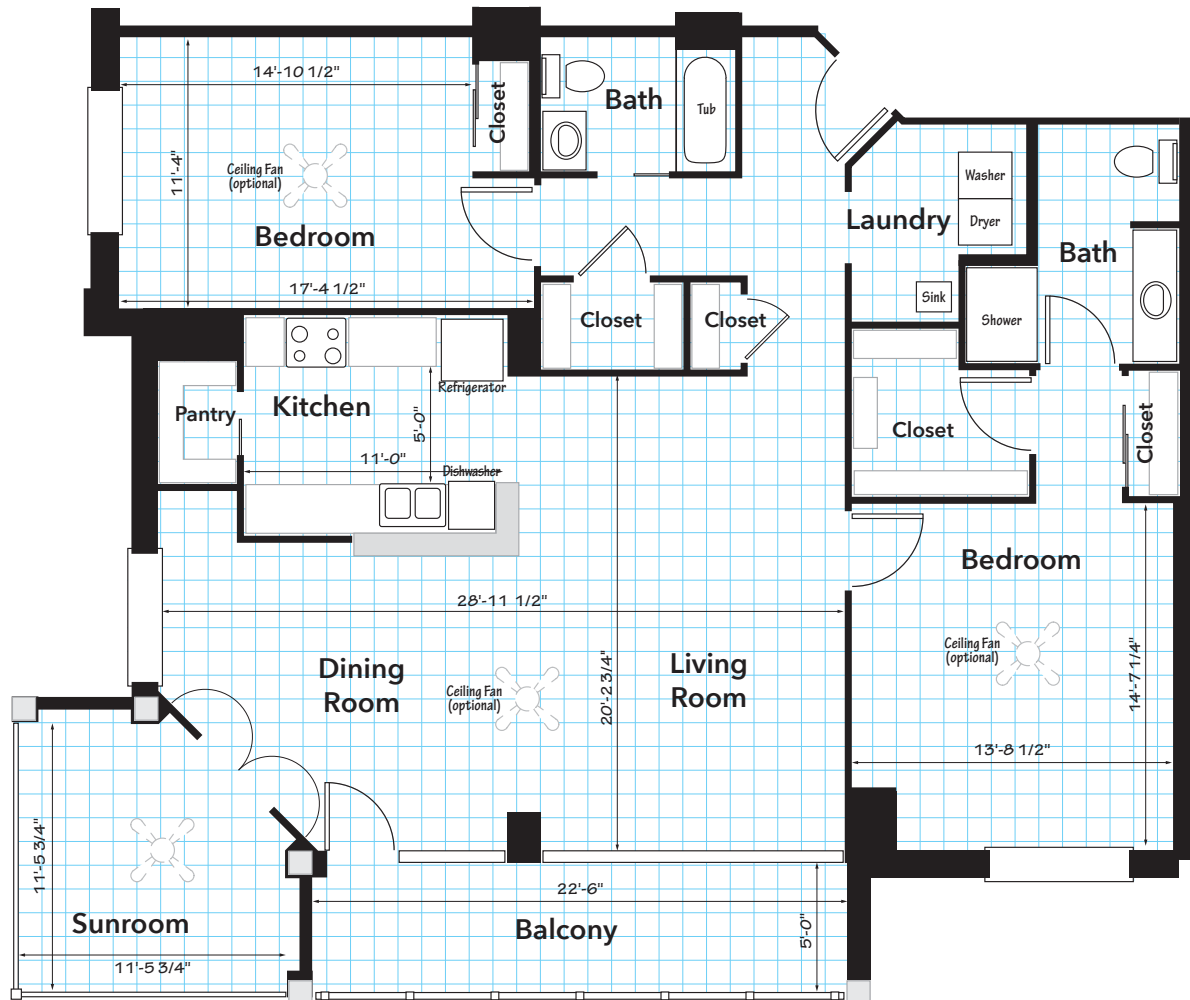 14'-10 1/2"
Closet
Bath
Tub
11'-4"
Ceiling Fan
(optional)
Bedroom
17'-4 1/2"
Washer
Dryer
Laundry
Bath
Sink
Shower
Closet
Closet
Refrigerator
Pantry
Kitchen
5'-0"
11'-0"
Dishwasher
Closet
Closet
28'-11 1/2"
Bedroom
Ceiling Fan
(optional)
14'-7 1/4"
13'-8 1/2"
Dining
Room
Ceiling Fan
(optional)
20'-2 3/4"
Living
Room
11'-5 3/4"
Sunroom
11'-5 3/4"
22'-6"
Balcony
5'-0"